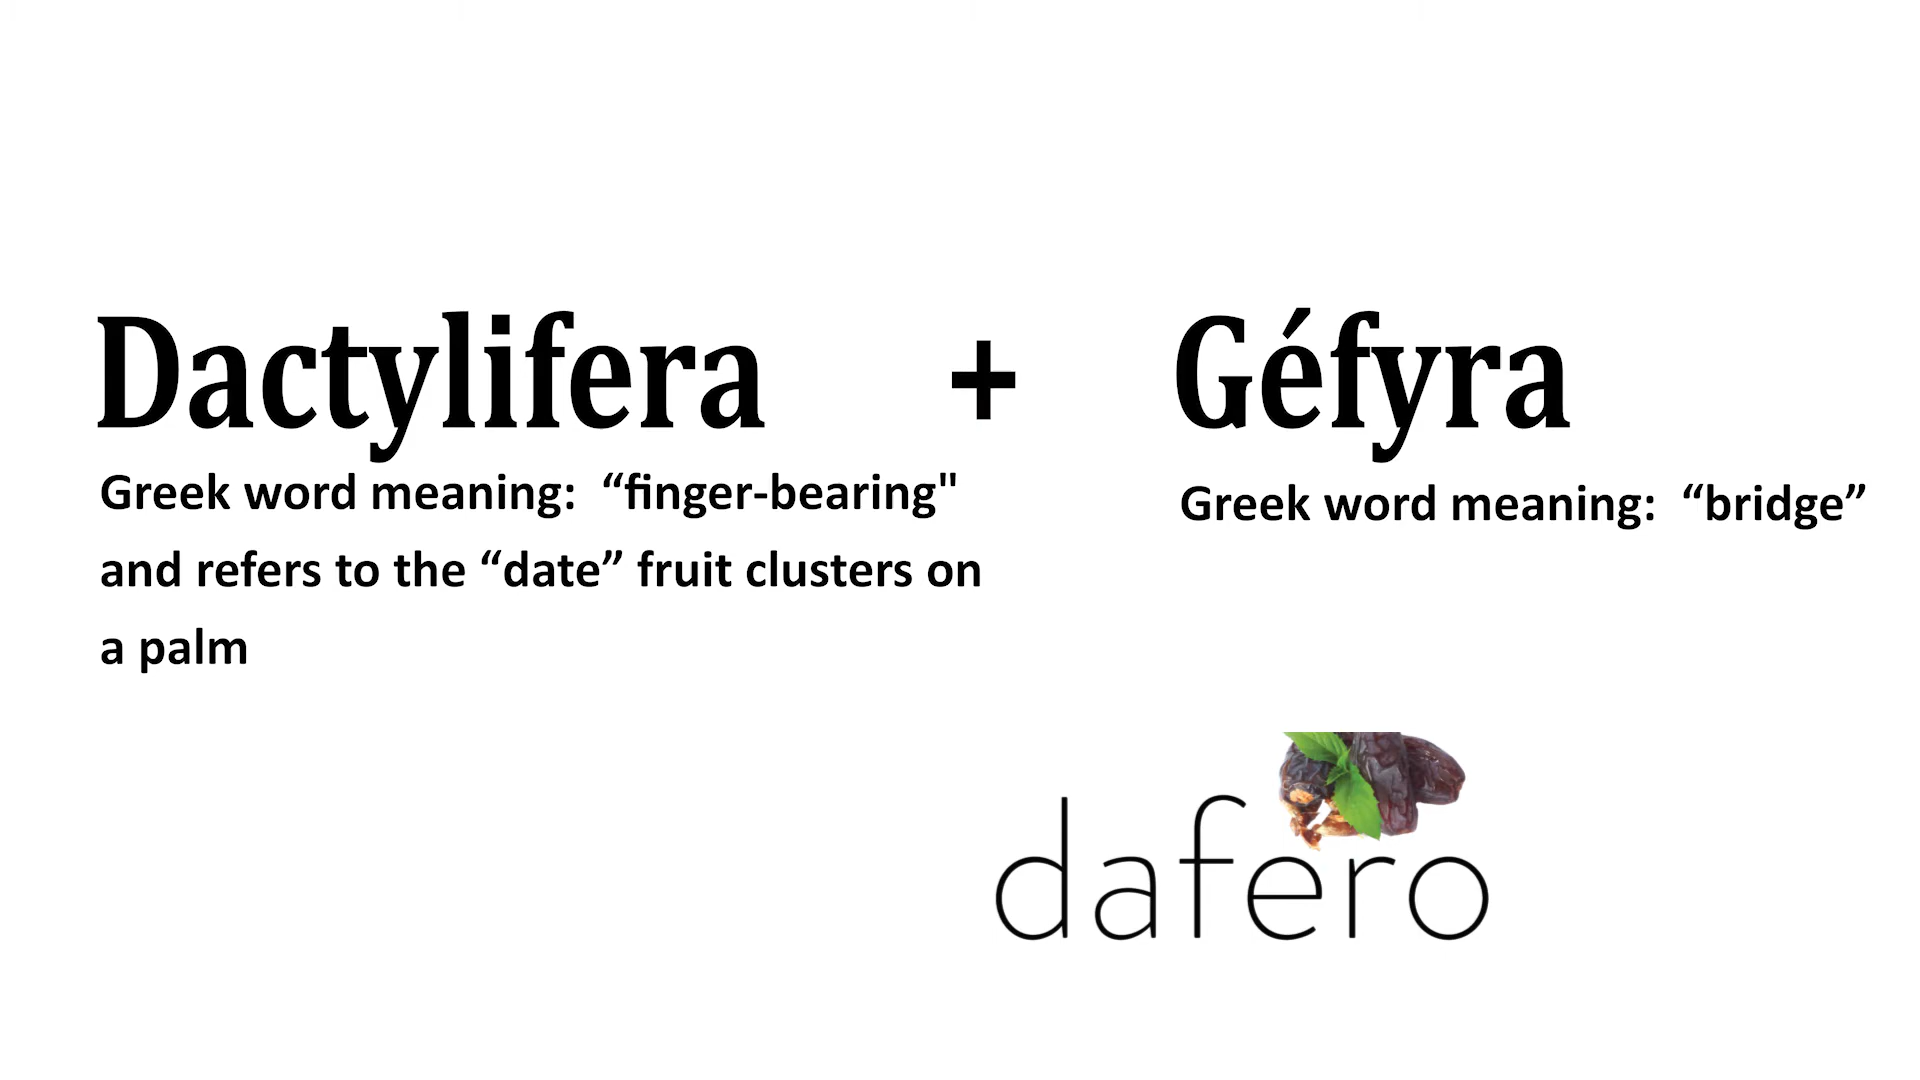 Dactylifera + Géfyra
Greek word meaning: “finger-bearing"
and refers to the “date” fruit clusters on
a palm
Greek word meaning: “bridge”
dafero